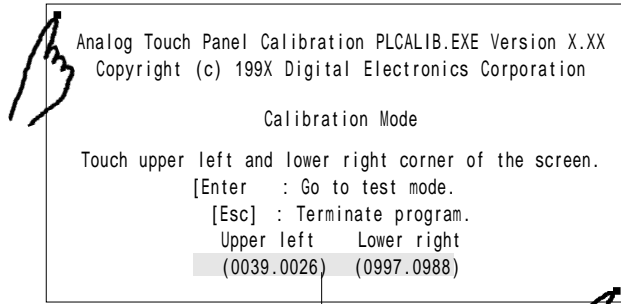 Analog Touch Panel Calibration PLCALIB.EXE Version X.XX
Copyright (c) 199X Digital Electronics Corporation
Calibration Mode
Touch upper left and lower right corner of the screen.
[Enter : Go to test mode.
[Esc] : Terminate program.
Upper left Lower right
(0039.0026) (0997.0988)